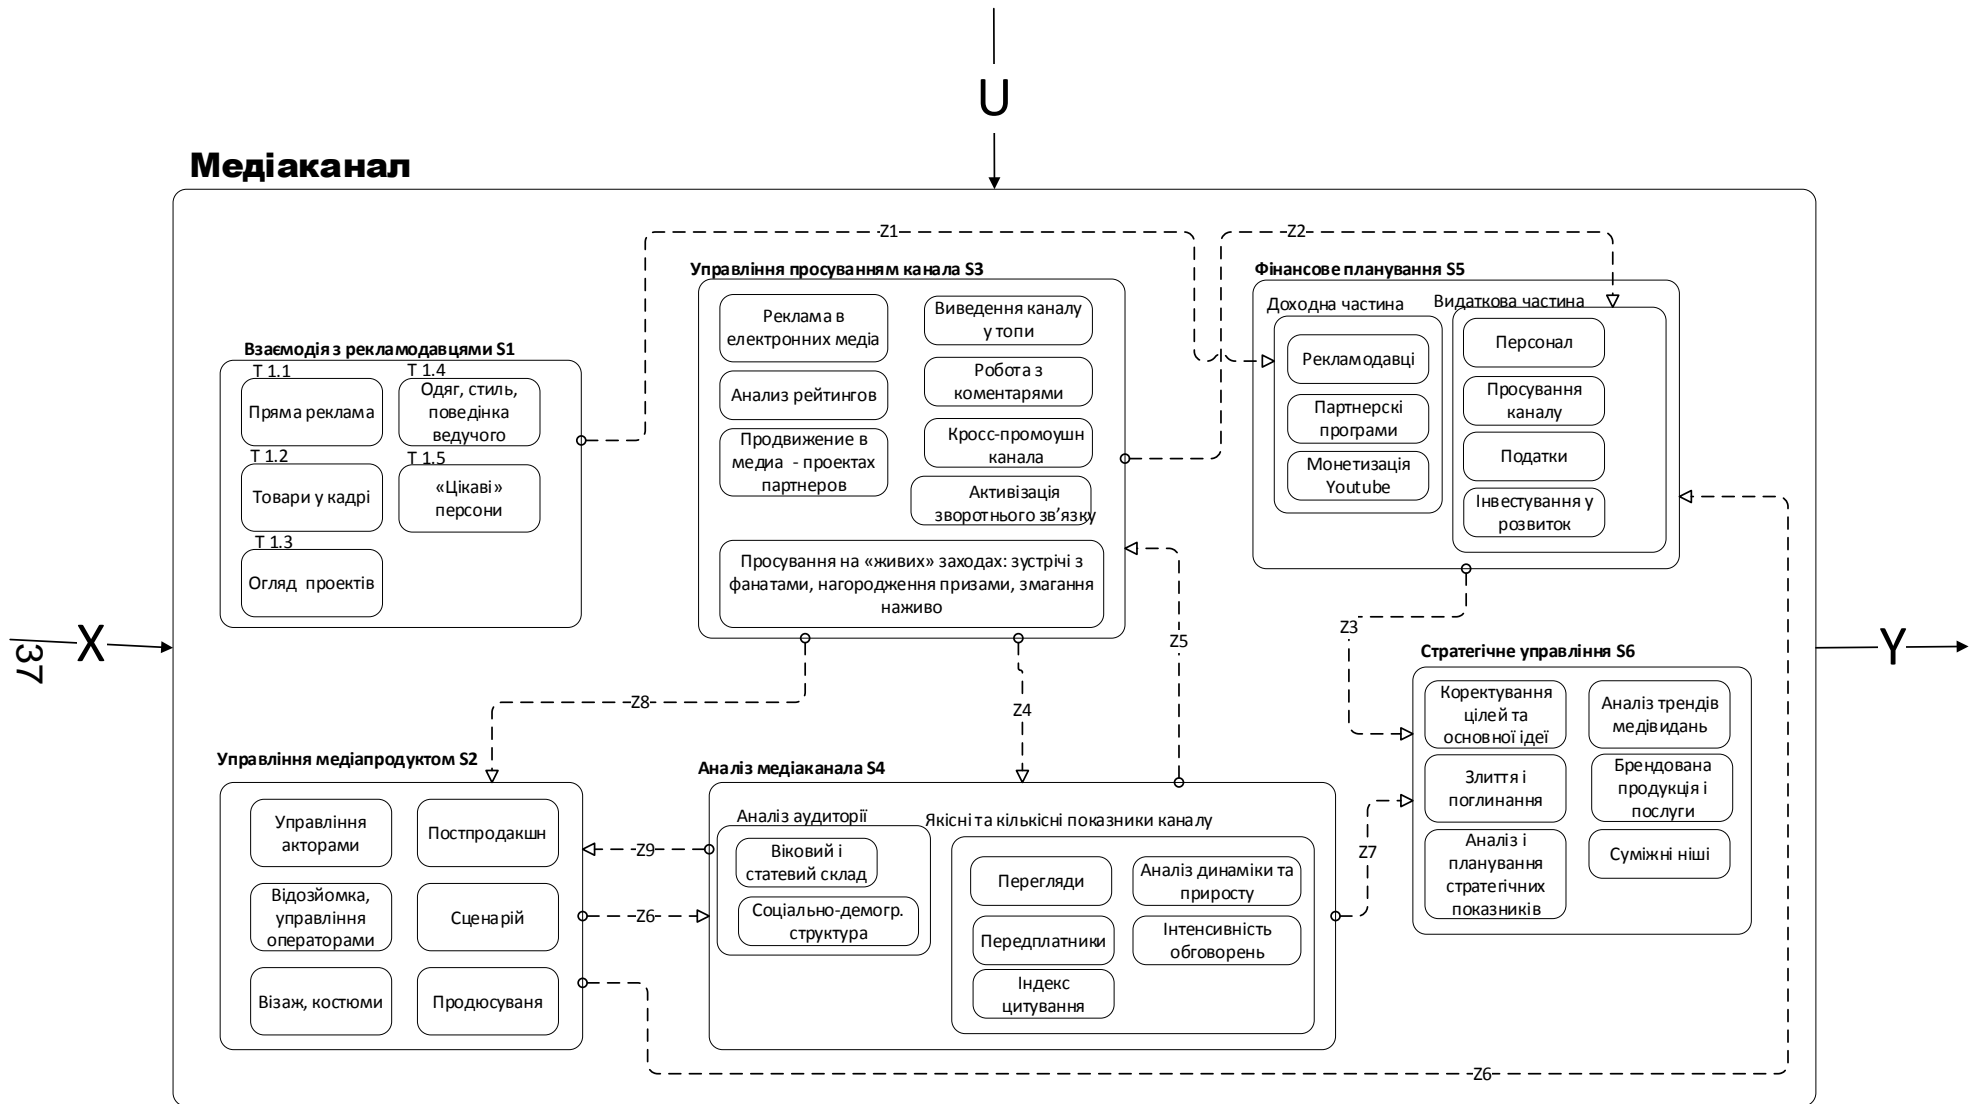 U
Медіаканал
Z1
Z2
Управління просуванням канала S3
Реклама в
електронних медіа
Виведення каналу
у топи
Анализ рейтингов
Робота з
коментарями
Продвижение в
медиа - проектах
партнеров
Кросс-промоушн
канала
Активізація
зворотнього зв’язку
Просування на «живих» заходах: зустрічі з
фанатами, нагородження призами, змагання
наживо
Фінансове планування S5
Доходна частина
Рекламодавці
Партнерскі
програми
Монетизація
Youtube
Видаткова частина
Персонал
Просування
каналу
Податки
Інвестування у
розвиток
Взаємодія з рекламодавцями S1
Т 1.1
Пряма реклама
Т 1.4
Одяг, стиль,
поведінка
ведучого
Т 1.2
Товари у кадрі
Т 1.5
«Цікаві»
персони
Т 1.3
Огляд проектів
X
37
Y
Z3
Z5
Z8
Z4
Стратегічне управління S6
Коректування
цілей та
основної ідеї
Аналіз трендів
медівидань
Злиття і
поглинання
Брендована
продукція і
послуги
Аналіз і
планування
стратегічних
показників
Суміжні ніші
Управління медіапродуктом S2
Управління
акторами
Постпродакшн
Відозйомка,
управління
операторами
Сценарій
Візаж, костюми
Продюсуваня
Z9
Z6
Аналіз медіаканала S4
Аналіз аудиторії
Віковий і
статевий склад
Соціально-демогр.
структура
Якісні та кількісні показники каналу
Перегляди
Аналіз динаміки та
приросту
Передплатники
Інтенсивність
обговорень
Індекс
цитування
Z7
Z6